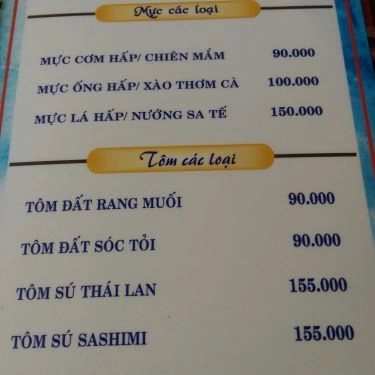 Mực các loại
MỰC CƠM HẤP/ CHIÊN MẮM 90.000
MỰC ỐNG HẤP/ XÀO THƠM CÀ 100.000
MỰC LÁ HẤP/ NƯỚNG SA TẾ 150.000
Tôm các loại
TÔM ĐẤT RANG MUỐI 90.000
TÔM ĐẤT SÓC TỎI 90.000
TÔM SÚ THÁI LAN 155.000
TÔM SÚ SASHIMI 155.000